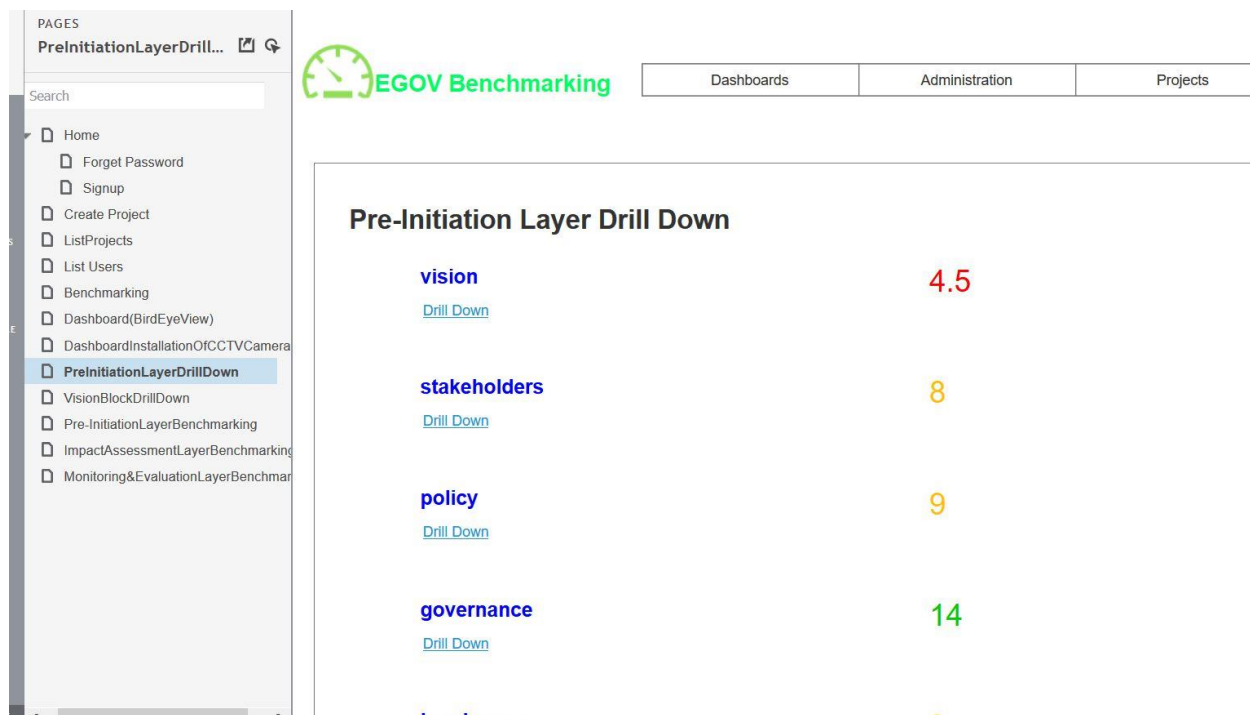 PAGES
PreInitiationLayerDrill...
Search
Home
Forget Password
Signup
Create Project
ListProjects
List Users
Benchmarking
Dashboard(BirdEyeView)
DashboardInstallationOfCCTVCamera
PreInitiationLayerDrillDown
VisionBlockDrillDown
Pre-InitiationLayerBenchmarking
ImpactAssessmentLayerBenchmarking
Monitoring&EvaluationLayerBenchmar
S
E
EGOV Benchmarking
Dashboards Administration Projects
Pre-Initiation Layer Drill Down
vision 4.5
Drill Down
stakeholders 8
Drill Down
policy 9
Drill Down
governance 14
Drill Down